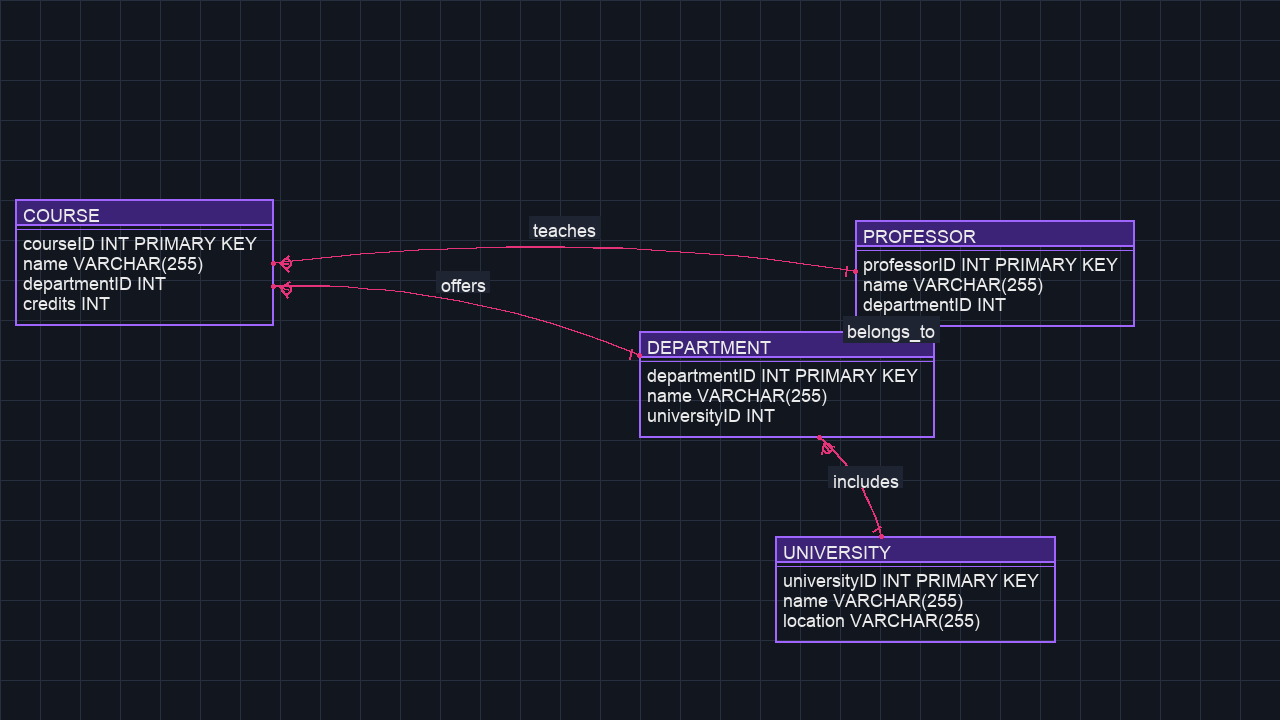 COURSE
courseID INT PRIMARY KEY
name VARCHAR(255)
departmentID INT
credits INT
teaches
offers
PROFESSOR
professorID INT PRIMARY KEY
name VARCHAR(255)
departmentID INT
belongs_to
DEPARTMENT
departmentID INT PRIMARY KEY
name VARCHAR(255)
universityID INT
includes
UNIVERSITY
universityID INT PRIMARY KEY
name VARCHAR(255)
location VARCHAR(255)